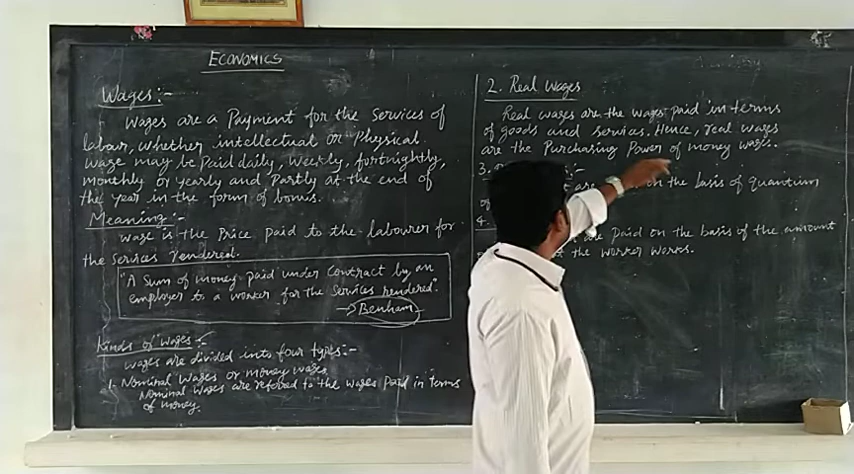 ECONOMICS
Wages:-
Wages are a Payment for the Services of
labour, whether intellectual or Physical
wage may be Paid daily, Weekly, fortnightly,
monthly or yearly and Partly at the end of
the year in the form of bonus.
Meaning:-
Wage is the Price paid to the labourer for
the services rendered.
"A Sum of money paid under Contract by an
employer to a worker for the Services rendered".
→ Benham
Kinds of Wages:-
Wages are divided into four types:-
1. Nominal Wages or money wages
Nominal Wages are refered to the Wages Paid in terms
of money.
2. Real Wages
Real wages are the wages paid in terms
of goods and services. Hence, real wages
are the Purchasing Power of money wages.
3.
are on the basis of quantum
of
4.
are Paid on the basis of the amount
the worker works.